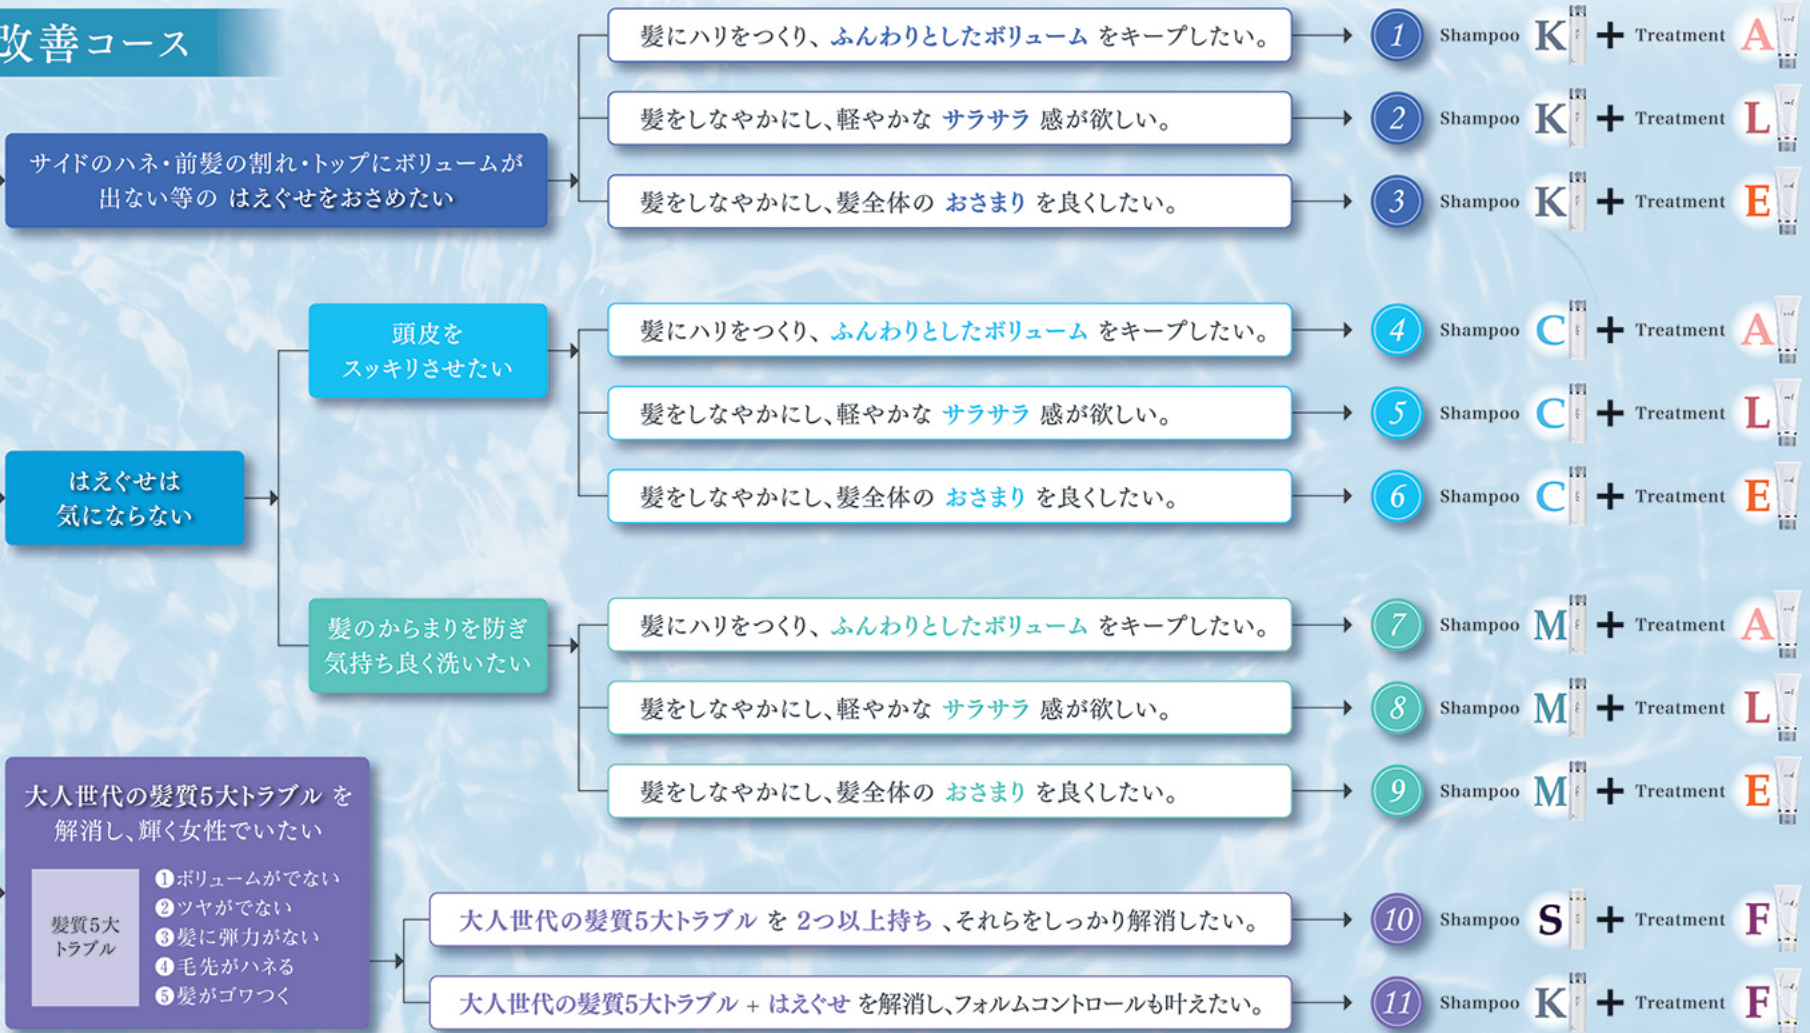 改善コース
サイドのハネ・前髪の割れ・トップにボリュームが
出ない等の はえぐせをおさめたい
髪にハリをつくり、ふんわりとしたボリューム をキープしたい。
1 Shampoo K + Treatment A
髪をしなやかにし、軽やかな サラサラ 感が欲しい。
2 Shampoo K + Treatment L
髪をしなやかにし、髪全体の おさまり を良くしたい。
3 Shampoo K + Treatment E
はえぐせは
気にならない
頭皮を
スッキリさせたい
髪にハリをつくり、ふんわりとしたボリューム をキープしたい。
4 Shampoo C + Treatment A
髪をしなやかにし、軽やかな サラサラ 感が欲しい。
5 Shampoo C + Treatment L
髪をしなやかにし、髪全体の おさまり を良くしたい。
6 Shampoo C + Treatment E
髪のからまりを防ぎ
気持ち良く洗いたい
髪にハリをつくり、ふんわりとしたボリューム をキープしたい。
7 Shampoo M + Treatment A
髪をしなやかにし、軽やかな サラサラ 感が欲しい。
8 Shampoo M + Treatment L
髪をしなやかにし、髪全体の おさまり を良くしたい。
9 Shampoo M + Treatment E
大人世代の髪質5大トラブル を
解消し、輝く女性でいたい
髪質5大
トラブル
❶ボリュームがでない
❷ツヤがでない
❸髪に弾力がない
❹毛先がハネる
❺髪がゴワつく
大人世代の髪質5大トラブル を 2つ以上持ち 、それらをしっかり解消したい。
10 Shampoo S + Treatment F
大人世代の髪質5大トラブル + はえぐせ を解消し、フォルムコントロールも叶えたい。
11 Shampoo K + Treatment F